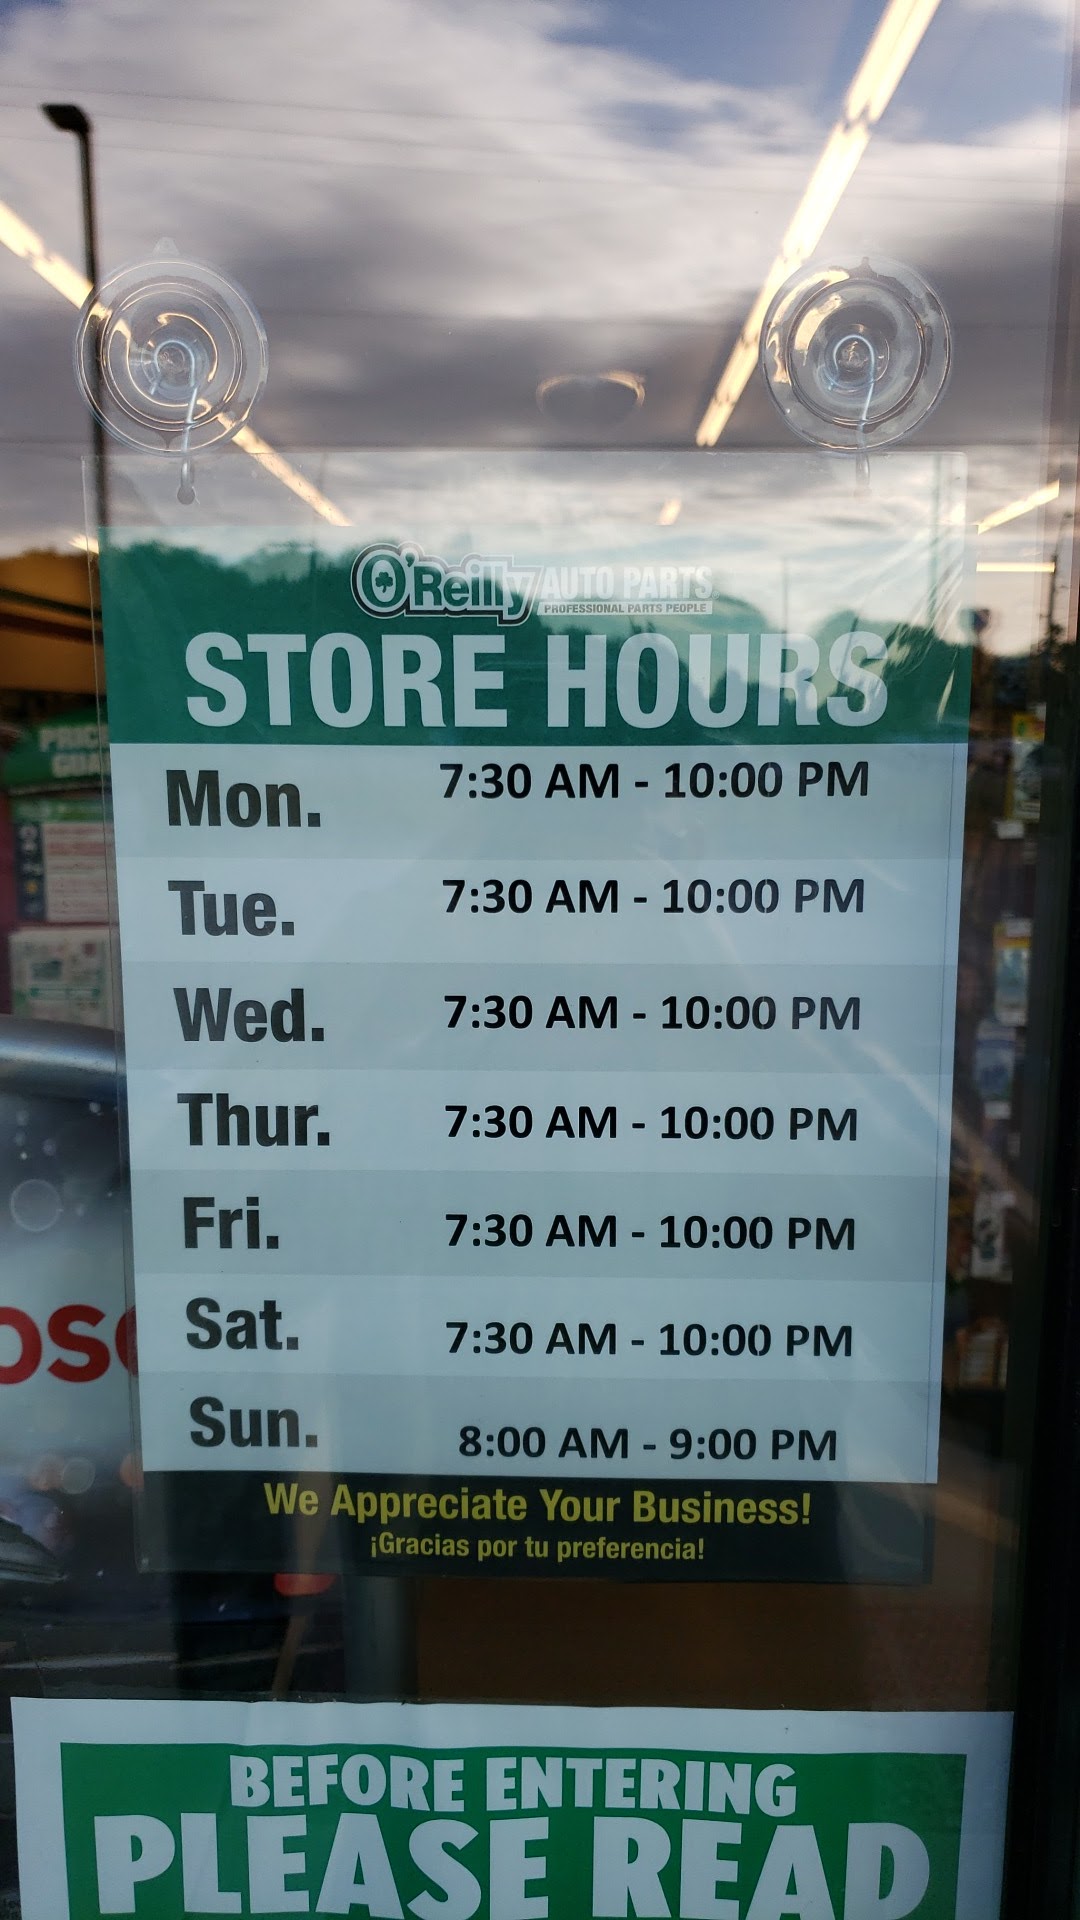 O'Reilly AUTO PARTS
PROFESSIONAL PARTS PEOPLE
STORE HOURS
Mon. 7:30 AM - 10:00 PM
Tue. 7:30 AM - 10:00 PM
Wed. 7:30 AM - 10:00 PM
Thur. 7:30 AM - 10:00 PM
Fri. 7:30 AM - 10:00 PM
Sat. 7:30 AM - 10:00 PM
Sun. 8:00 AM - 9:00 PM
We Appreciate Your Business!
¡Gracias por tu preferencia!
BEFORE ENTERING
PLEASE READ